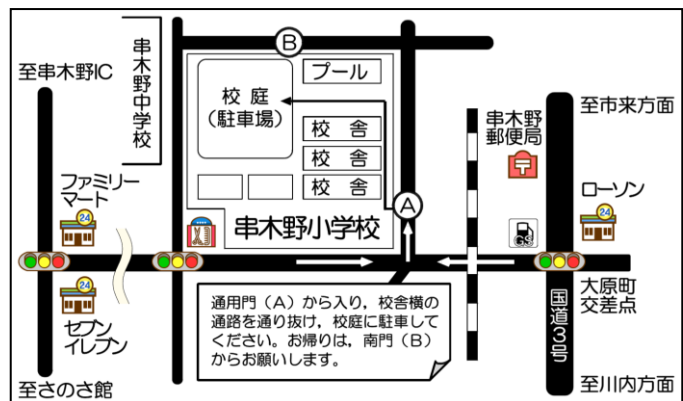 至串木野IC
串木野中学校
B
プール
校庭
(駐車場)
校舎
校舎
校舎
A
串木野小学校
串木野
郵便局
至市来方面
ファミリー
マート
24
24
セブン
イレブン
ローソン
24
GS
大原町
交差点
国道3号
至さのさ館
至川内方面
通用門(A)から入り,校舎横の
通路を通り抜け,校庭に駐車して
ください。お帰りは,南門(B)
からお願いします。